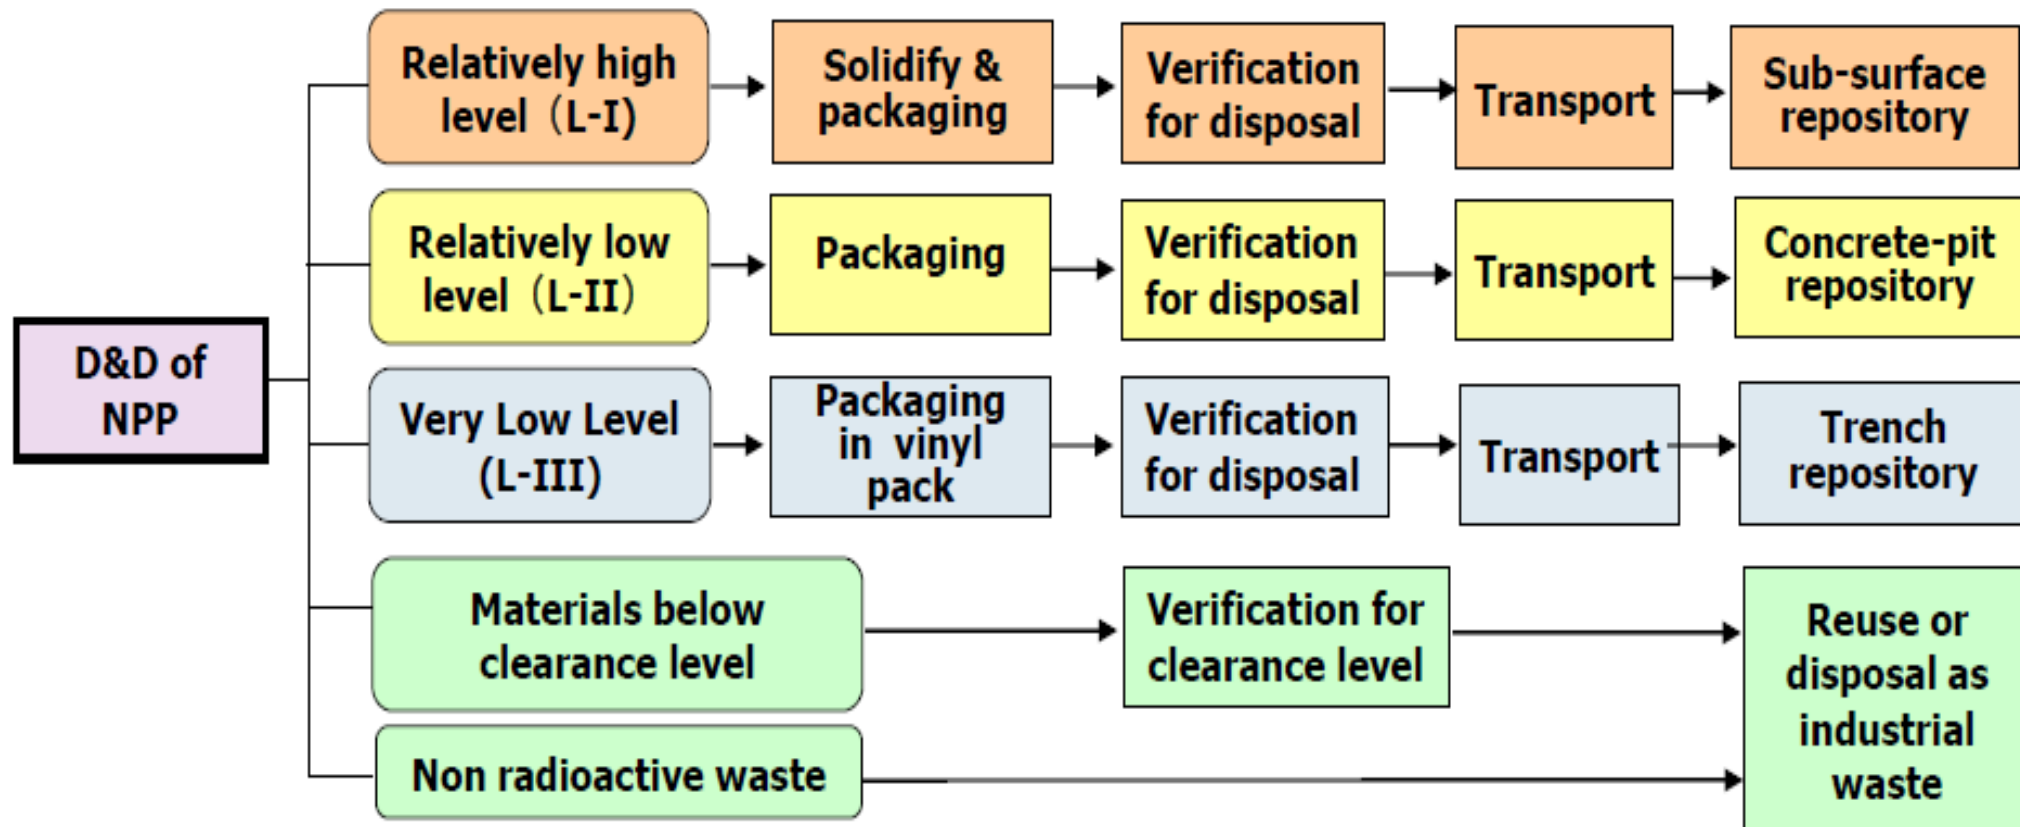 D&D of
NPP
Relatively high
level（L-I)
Solidify &
packaging
Verification
for disposal
Transport
Sub-surface
repository
Relatively low
level（L-II）
Packaging
Verification
for disposal
Transport
Concrete-pit
repository
Very Low Level
(L-III)
Packaging
in vinyl
pack
Verification
for disposal
Transport
Trench
repository
Materials below
clearance level
Verification for
clearance level
Reuse or
disposal as
industrial
waste
Non radioactive waste